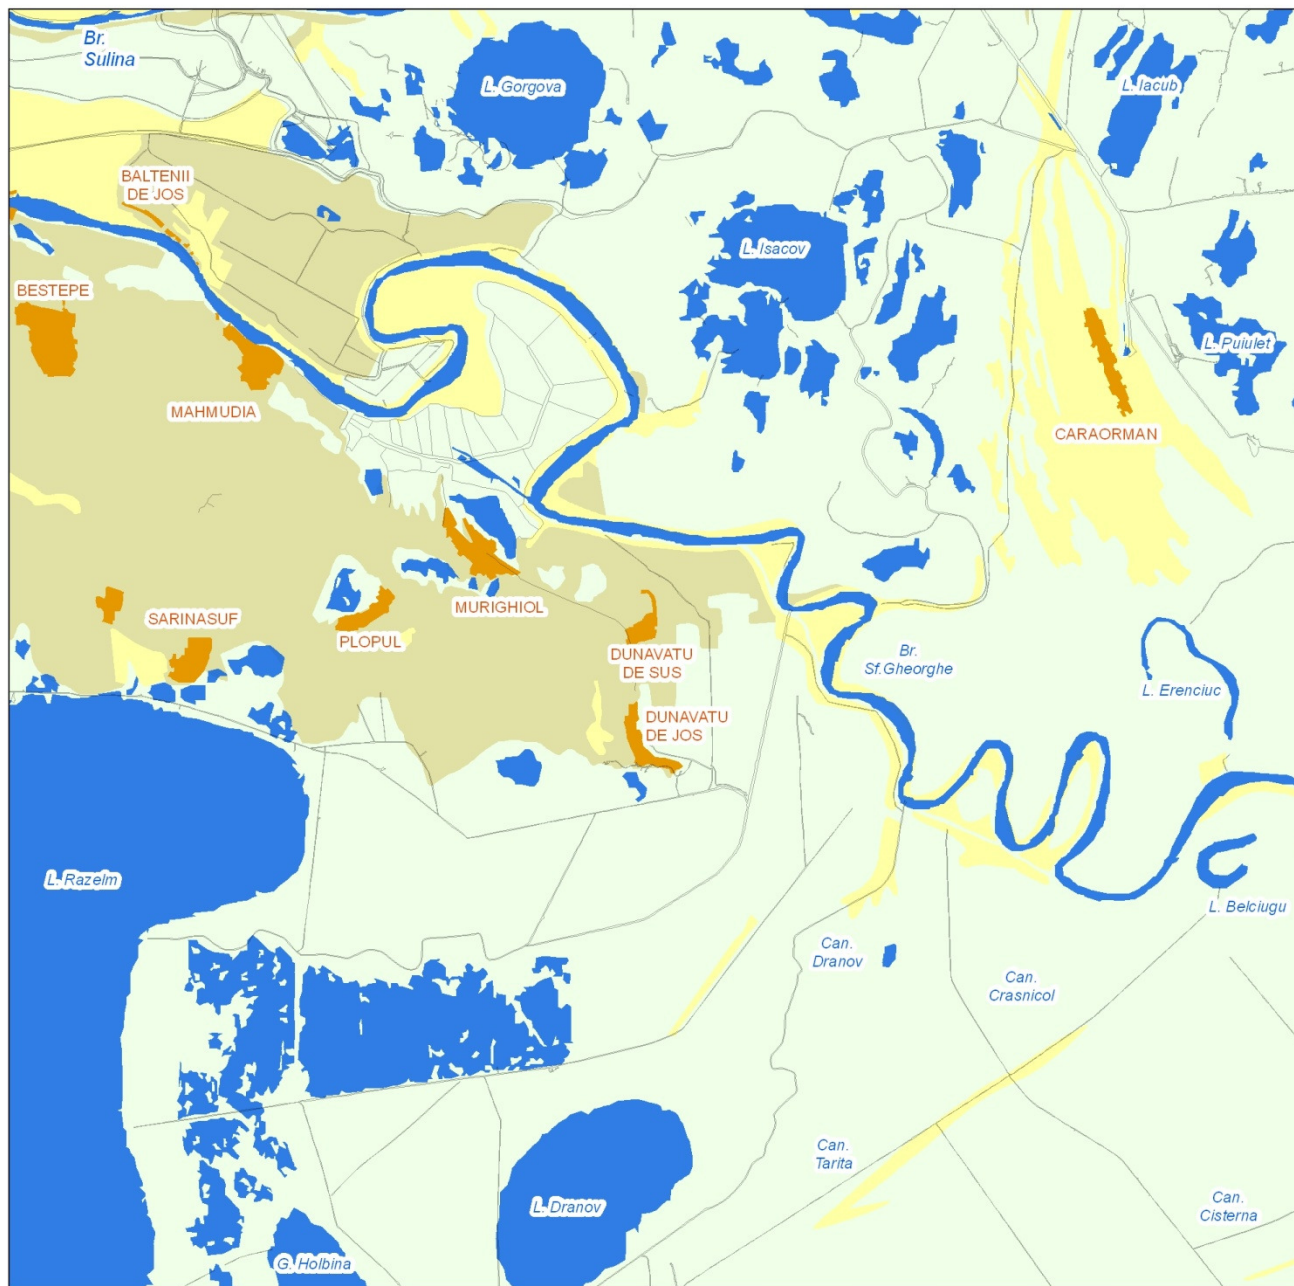 Br.
Sulina
L. Gorgova
L. Iacub
BALTENII
DE JOS
L. Isacov
BESTEPE
L. Puiulet
MAHMUDIA
CARAORMAN
SARINASUF
PLOPUL
MURIGHIOL
DUNAVATU
DE SUS
Br.
Sf.Gheorghe
L. Erenciuc
DUNAVATU
DE JOS
L. Razelm
L. Belciugu
Can.
Dranov
Can.
Crasnicol
Can.
Tarita
L. Dranov
Can.
Cisterna
G. Holbina